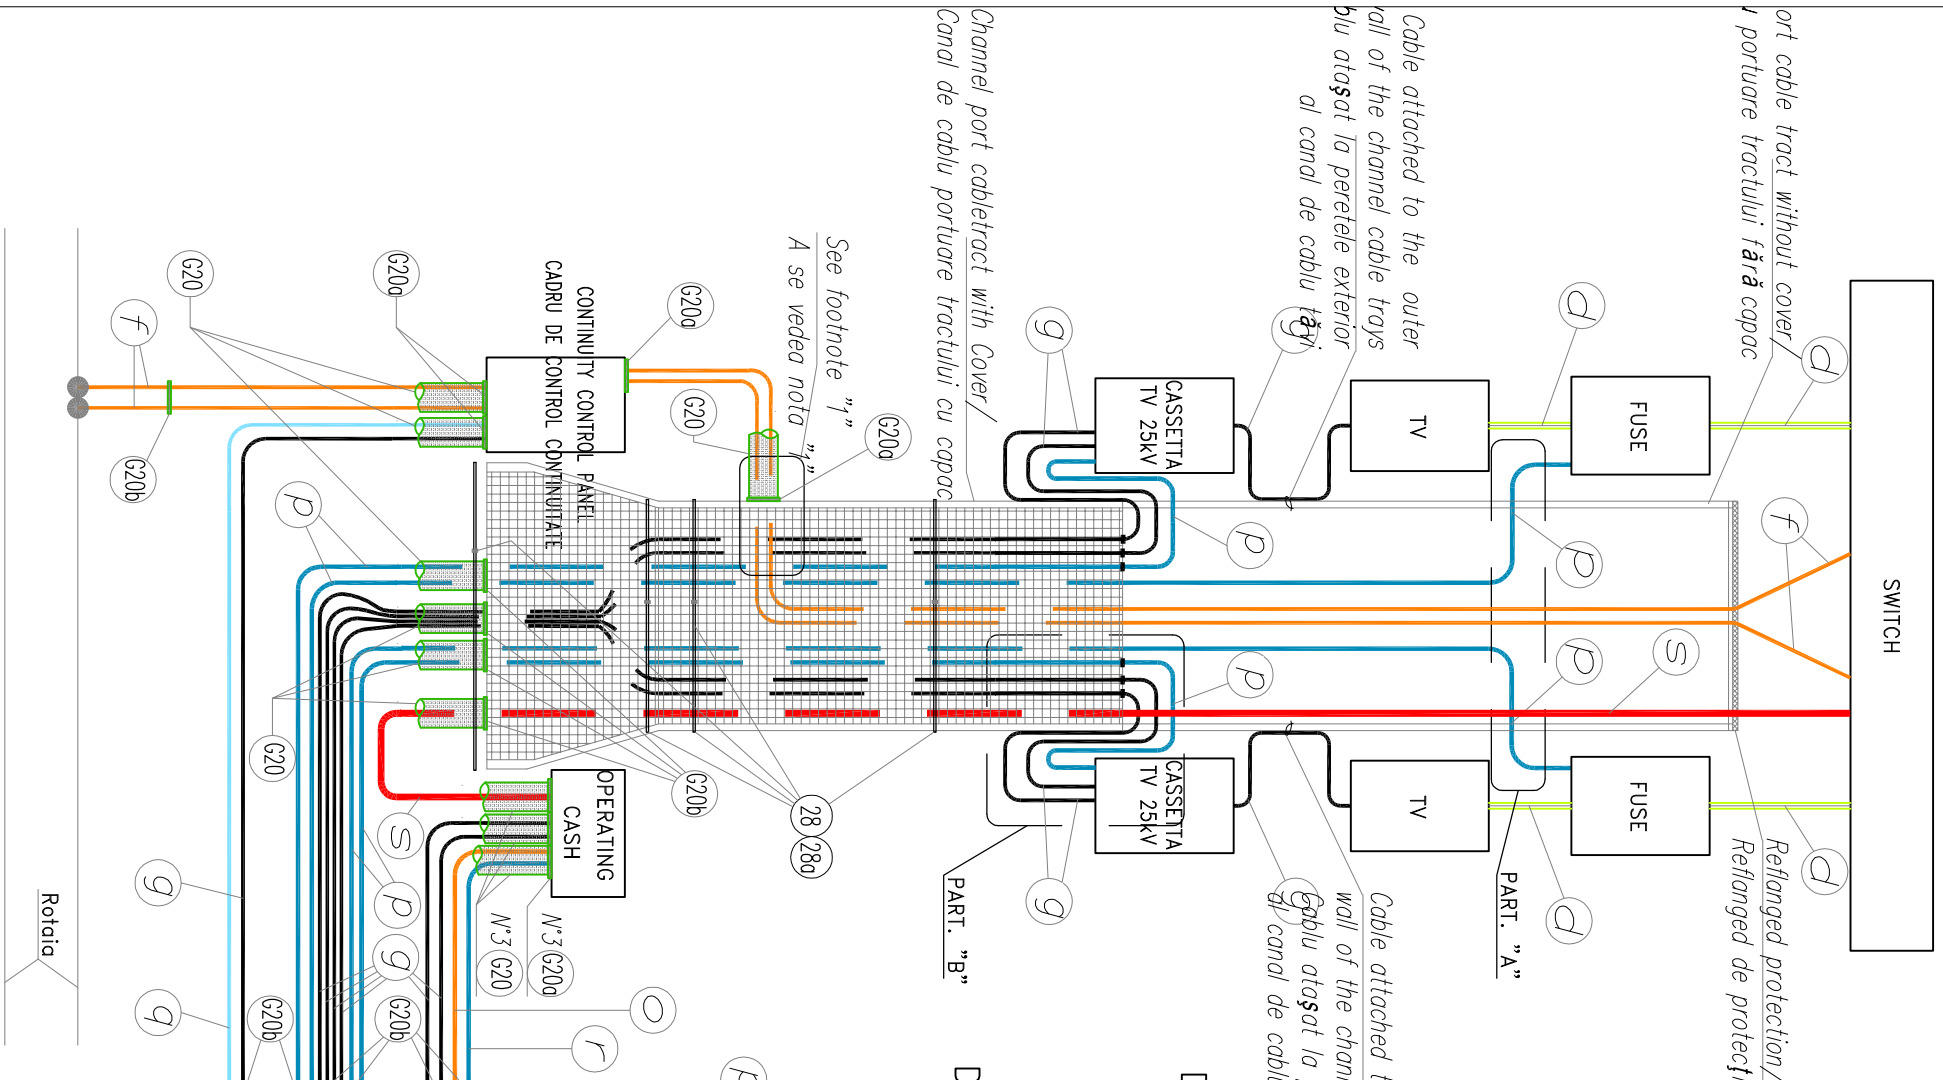 ort cable tract without cover
portuare tractului fără capac
Cable attached to the outer
wall of the channel cable trays
blu ataşat la peretele exterior
al canal de cablu tăvi
Channel port cabletract with Cover
Canal de cablu portuare tractului cu capac
See footnote "1"
A se vedea nota "1"
SWITCH
FUSE
FUSE
TV
TV
CASSETTA
TV 25kV
CASSETTA
TV 25kV
CONTINUITY CONTROL PANEL
CADRU DE CONTROL CONTINUITATE
OPERATING
CASH
PART. "A"
PART. "B"
Reflanged protection/
Reflanged de protecţi
Cable attached t
wall of the chann
Cablu ataşat la
al canal de cablu
N°3 G20a
N°3 G20
Rotaia
d
d
d
d
f
f
p
p
p
p
p
p
p
s
s
g
g
g
g
g
g
q
o
r
G20
G20
G20
G20a
G20a
G20a
G20b
G20b
G20b
G20b
28
28a